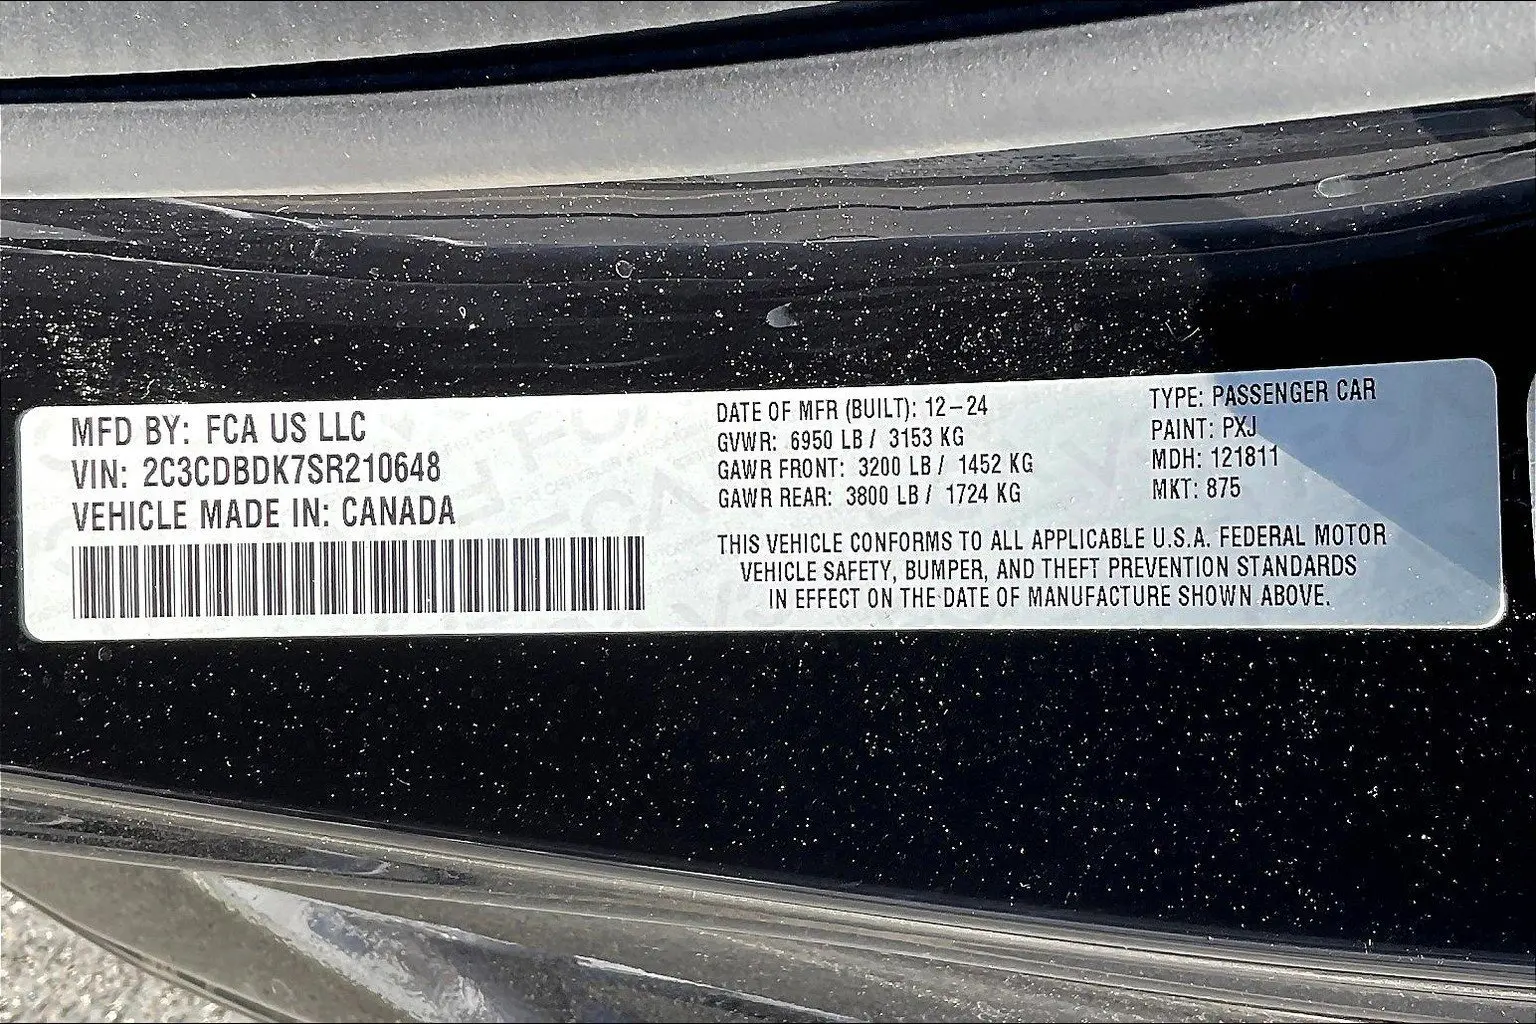 MFD BY: FCA US LLC
VIN: 2C3CDBDK7SR210648
VEHICLE MADE IN: CANADA
DATE OF MFR (BUILT): 12-24
GVWR: 6950 LB / 3153 KG
GAWR FRONT: 3200 LB / 1452 KG
GAWR REAR: 3800 LB / 1724 KG
TYPE: PASSENGER CAR
PAINT: PXJ
MDH: 121811
MKT: 875
THIS VEHICLE CONFORMS TO ALL APPLICABLE U.S.A. FEDERAL MOTOR
VEHICLE SAFETY, BUMPER, AND THEFT PREVENTION STANDARDS
IN EFFECT ON THE DATE OF MANUFACTURE SHOWN ABOVE.